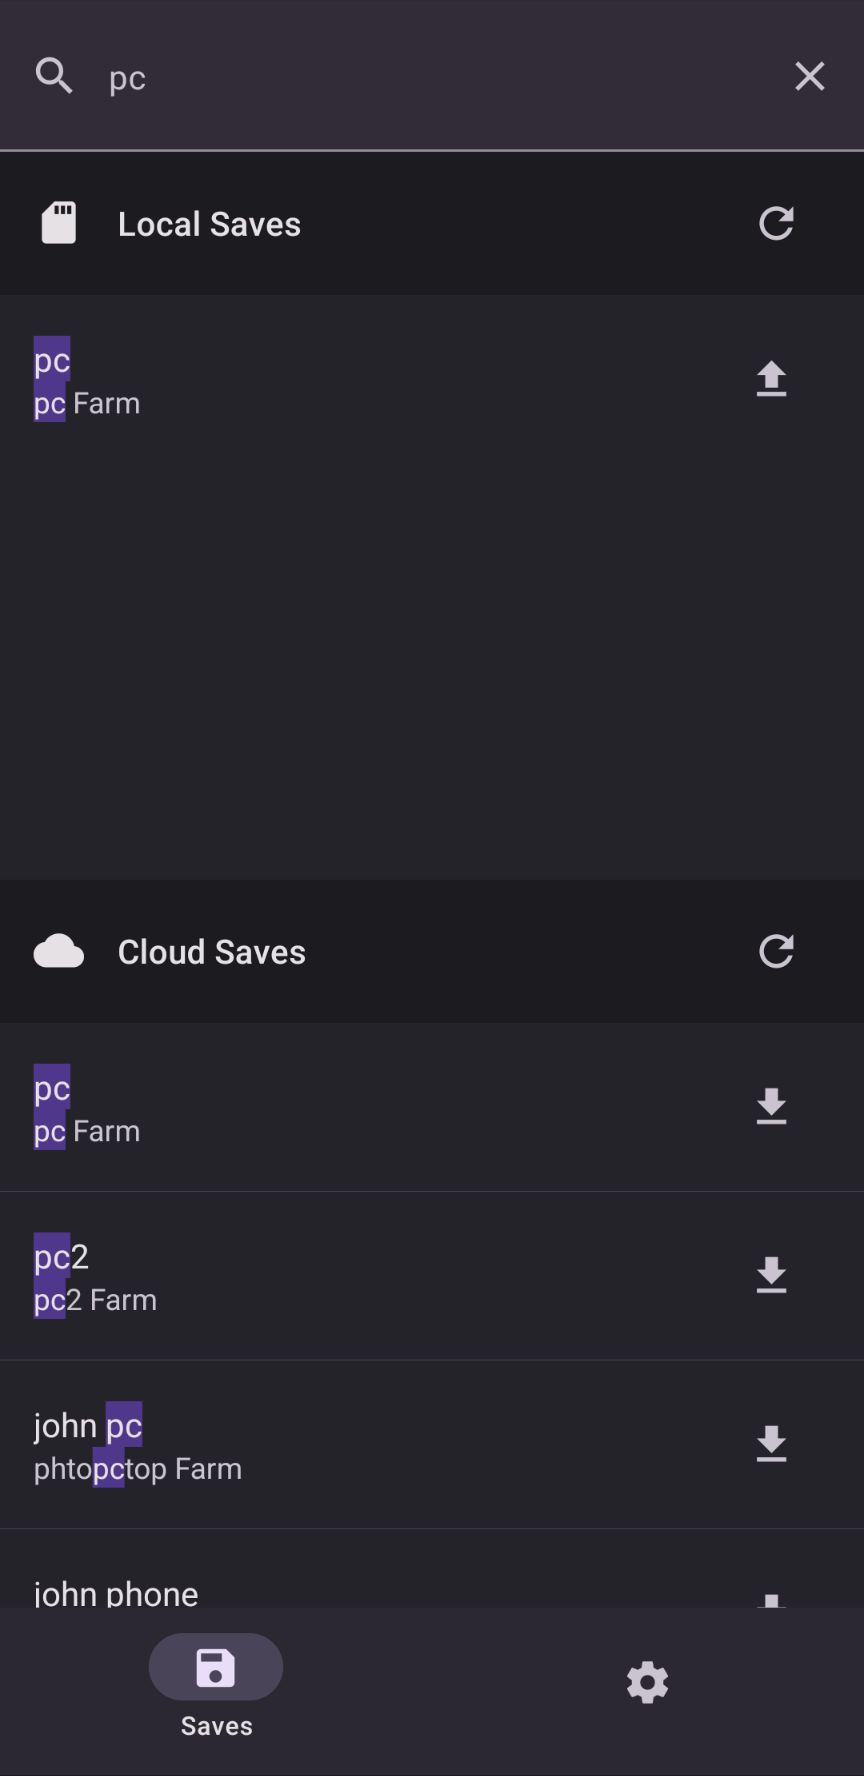 pc
Local Saves
pc
pc Farm
Cloud Saves
pc
pc Farm
pc2
pc2 Farm
john pc
phtopctop Farm
john phone
Saves